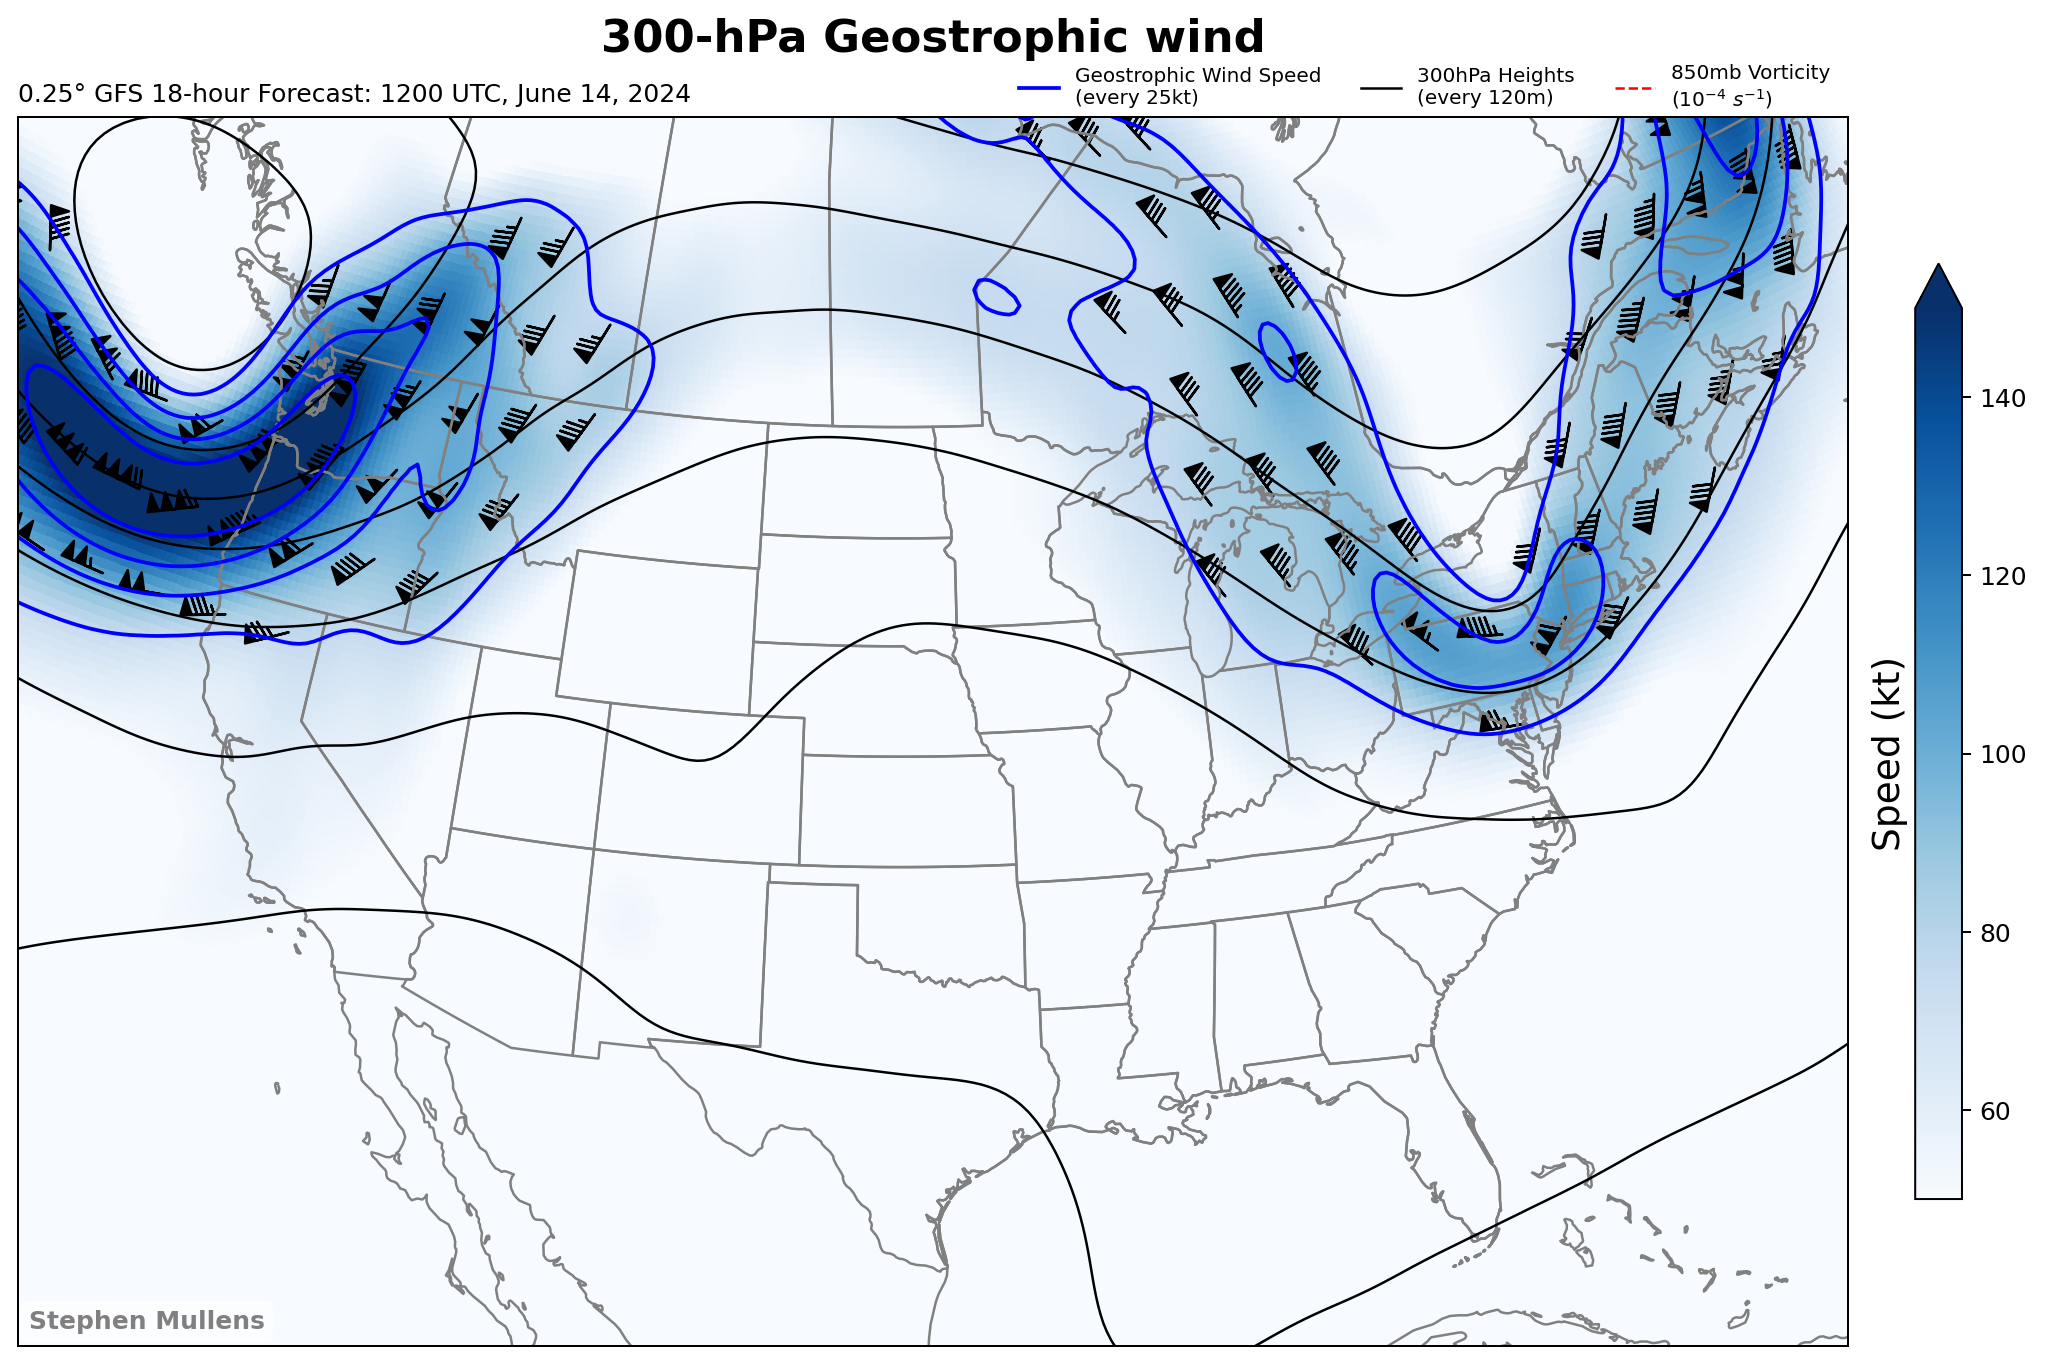 300-hPa Geostrophic wind
0.25° GFS 18-hour Forecast: 1200 UTC, June 14, 2024
Geostrophic Wind Speed
(every 25kt)
300hPa Heights
(every 120m)
850mb Vorticity
(10⁻⁴ s⁻¹)
140
120
100
80
60
Speed (kt)
Stephen Mullens